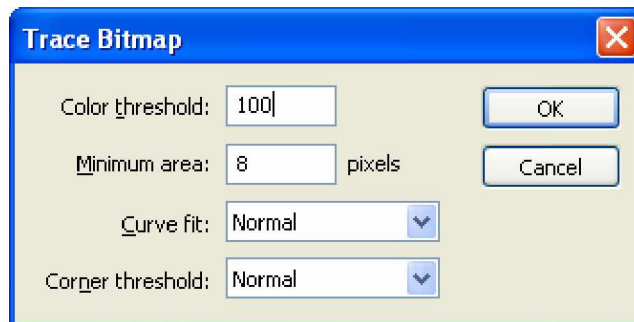 Trace Bitmap
Color threshold: 100 OK
Minimum area: 8 pixels Cancel
Curve fit: Normal
Corner threshold: Normal